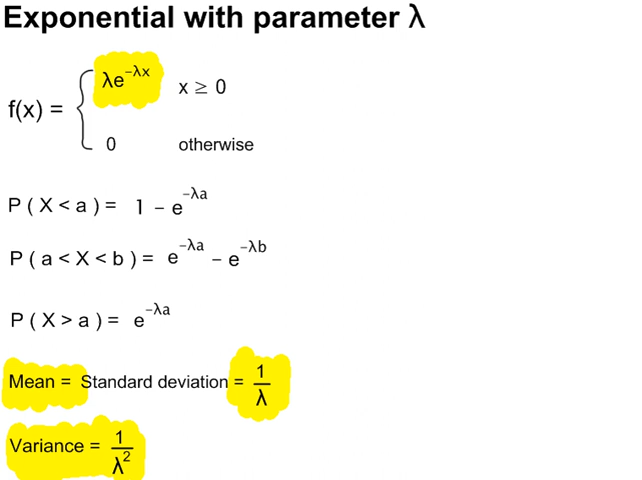 Exponential with parameter λ
f(x) = { λe^−λx x ≥ 0
0 otherwise
P ( X < a ) = 1 − e^−λa
P ( a < X < b ) = e^−λa − e^−λb
P ( X > a ) = e^−λa
Mean = Standard deviation = 1/λ
Variance = 1/λ^2